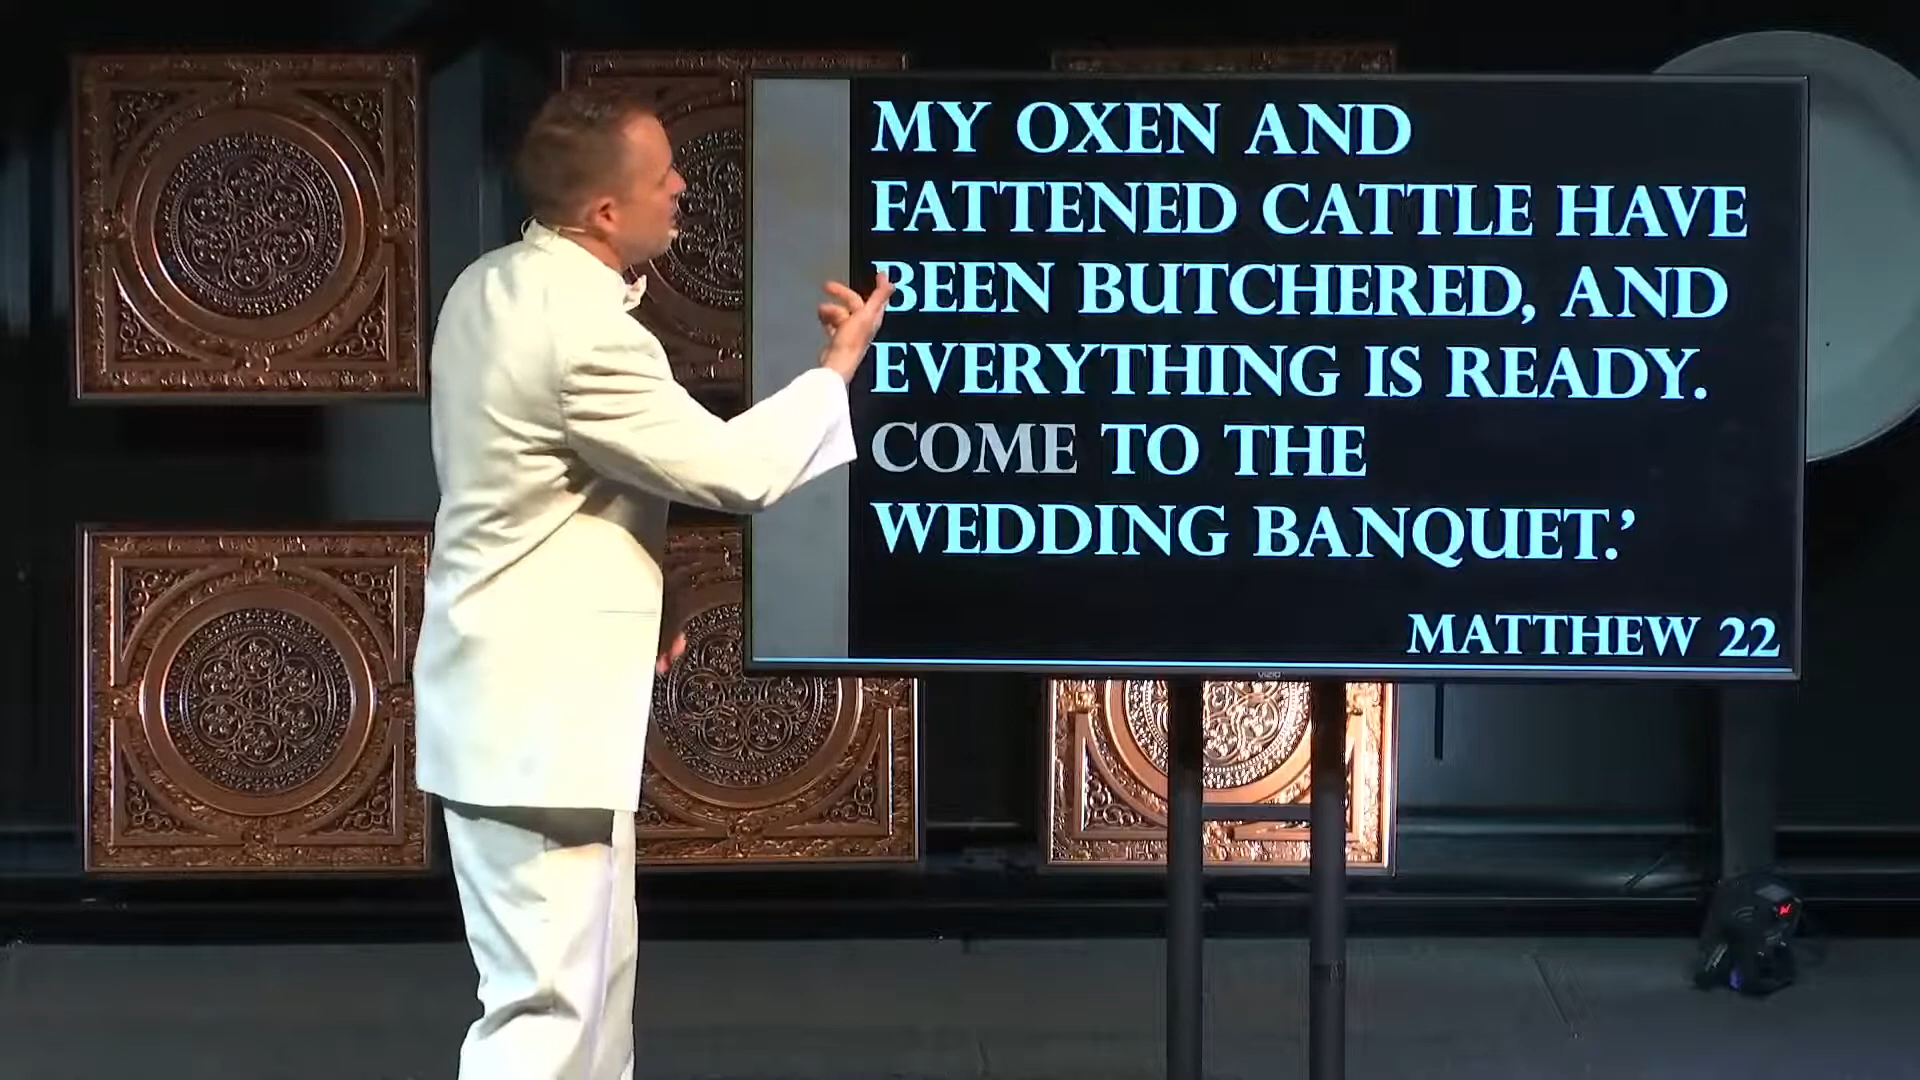 MY OXEN AND
FATTENED CATTLE HAVE
BEEN BUTCHERED, AND
EVERYTHING IS READY.
COME TO THE
WEDDING BANQUET.’
MATTHEW 22
VIZIO